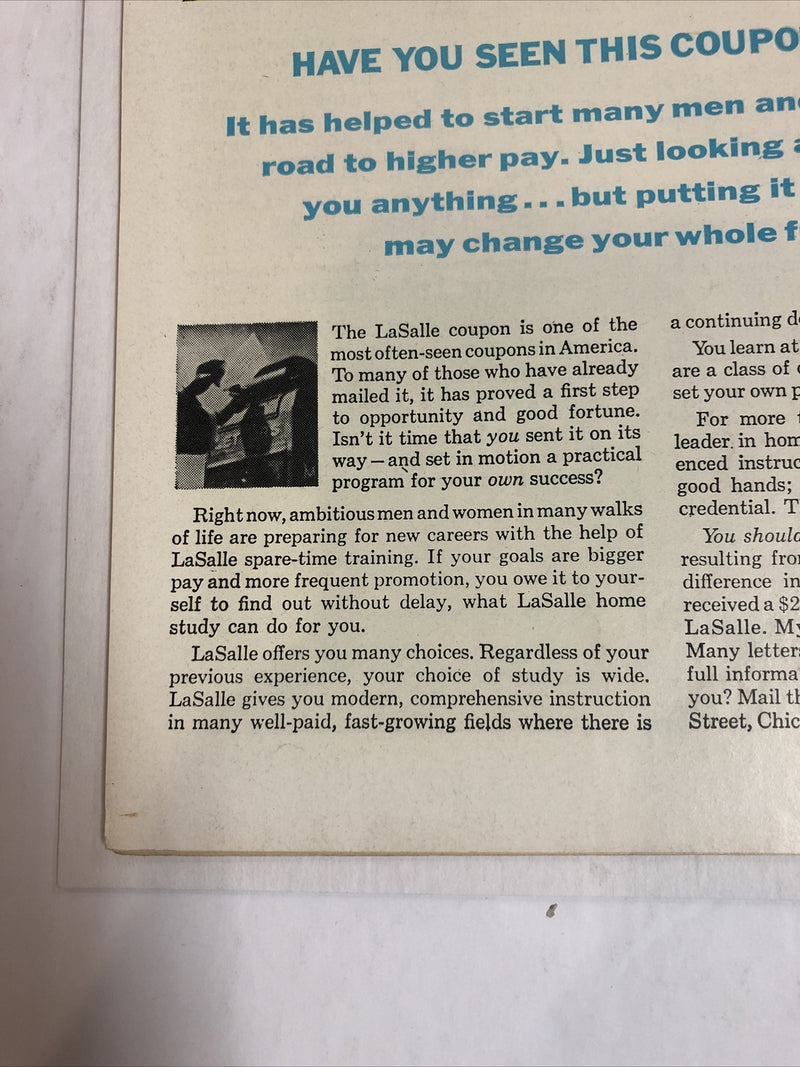 HAVE YOU SEEN THIS COUPO
It has helped to start many men an
road to higher pay. Just looking a
you anything...but putting it
may change your whole f
The LaSalle coupon is one of the
most often-seen coupons in America.
To many of those who have already
mailed it, it has proved a first step
to opportunity and good fortune.
Isn't it time that you sent it on its
way—and set in motion a practical
program for your own success?
Right now, ambitious men and women in many walks
of life are preparing for new careers with the help of
LaSalle spare-time training. If your goals are bigger
pay and more frequent promotion, you owe it to your-
self to find out without delay, what LaSalle home
study can do for you.
LaSalle offers you many choices. Regardless of your
previous experience, your choice of study is wide.
LaSalle gives you modern, comprehensive instruction
in many well-paid, fast-growing fields where there is
a continuing d
You learn at
are a class of
set your own p
For more
leader in hom
enced instruc
good hands;
credential. T
You should
resulting fro
difference in
received a $2
LaSalle. My
Many letter
full informa
you? Mail th
Street, Chic